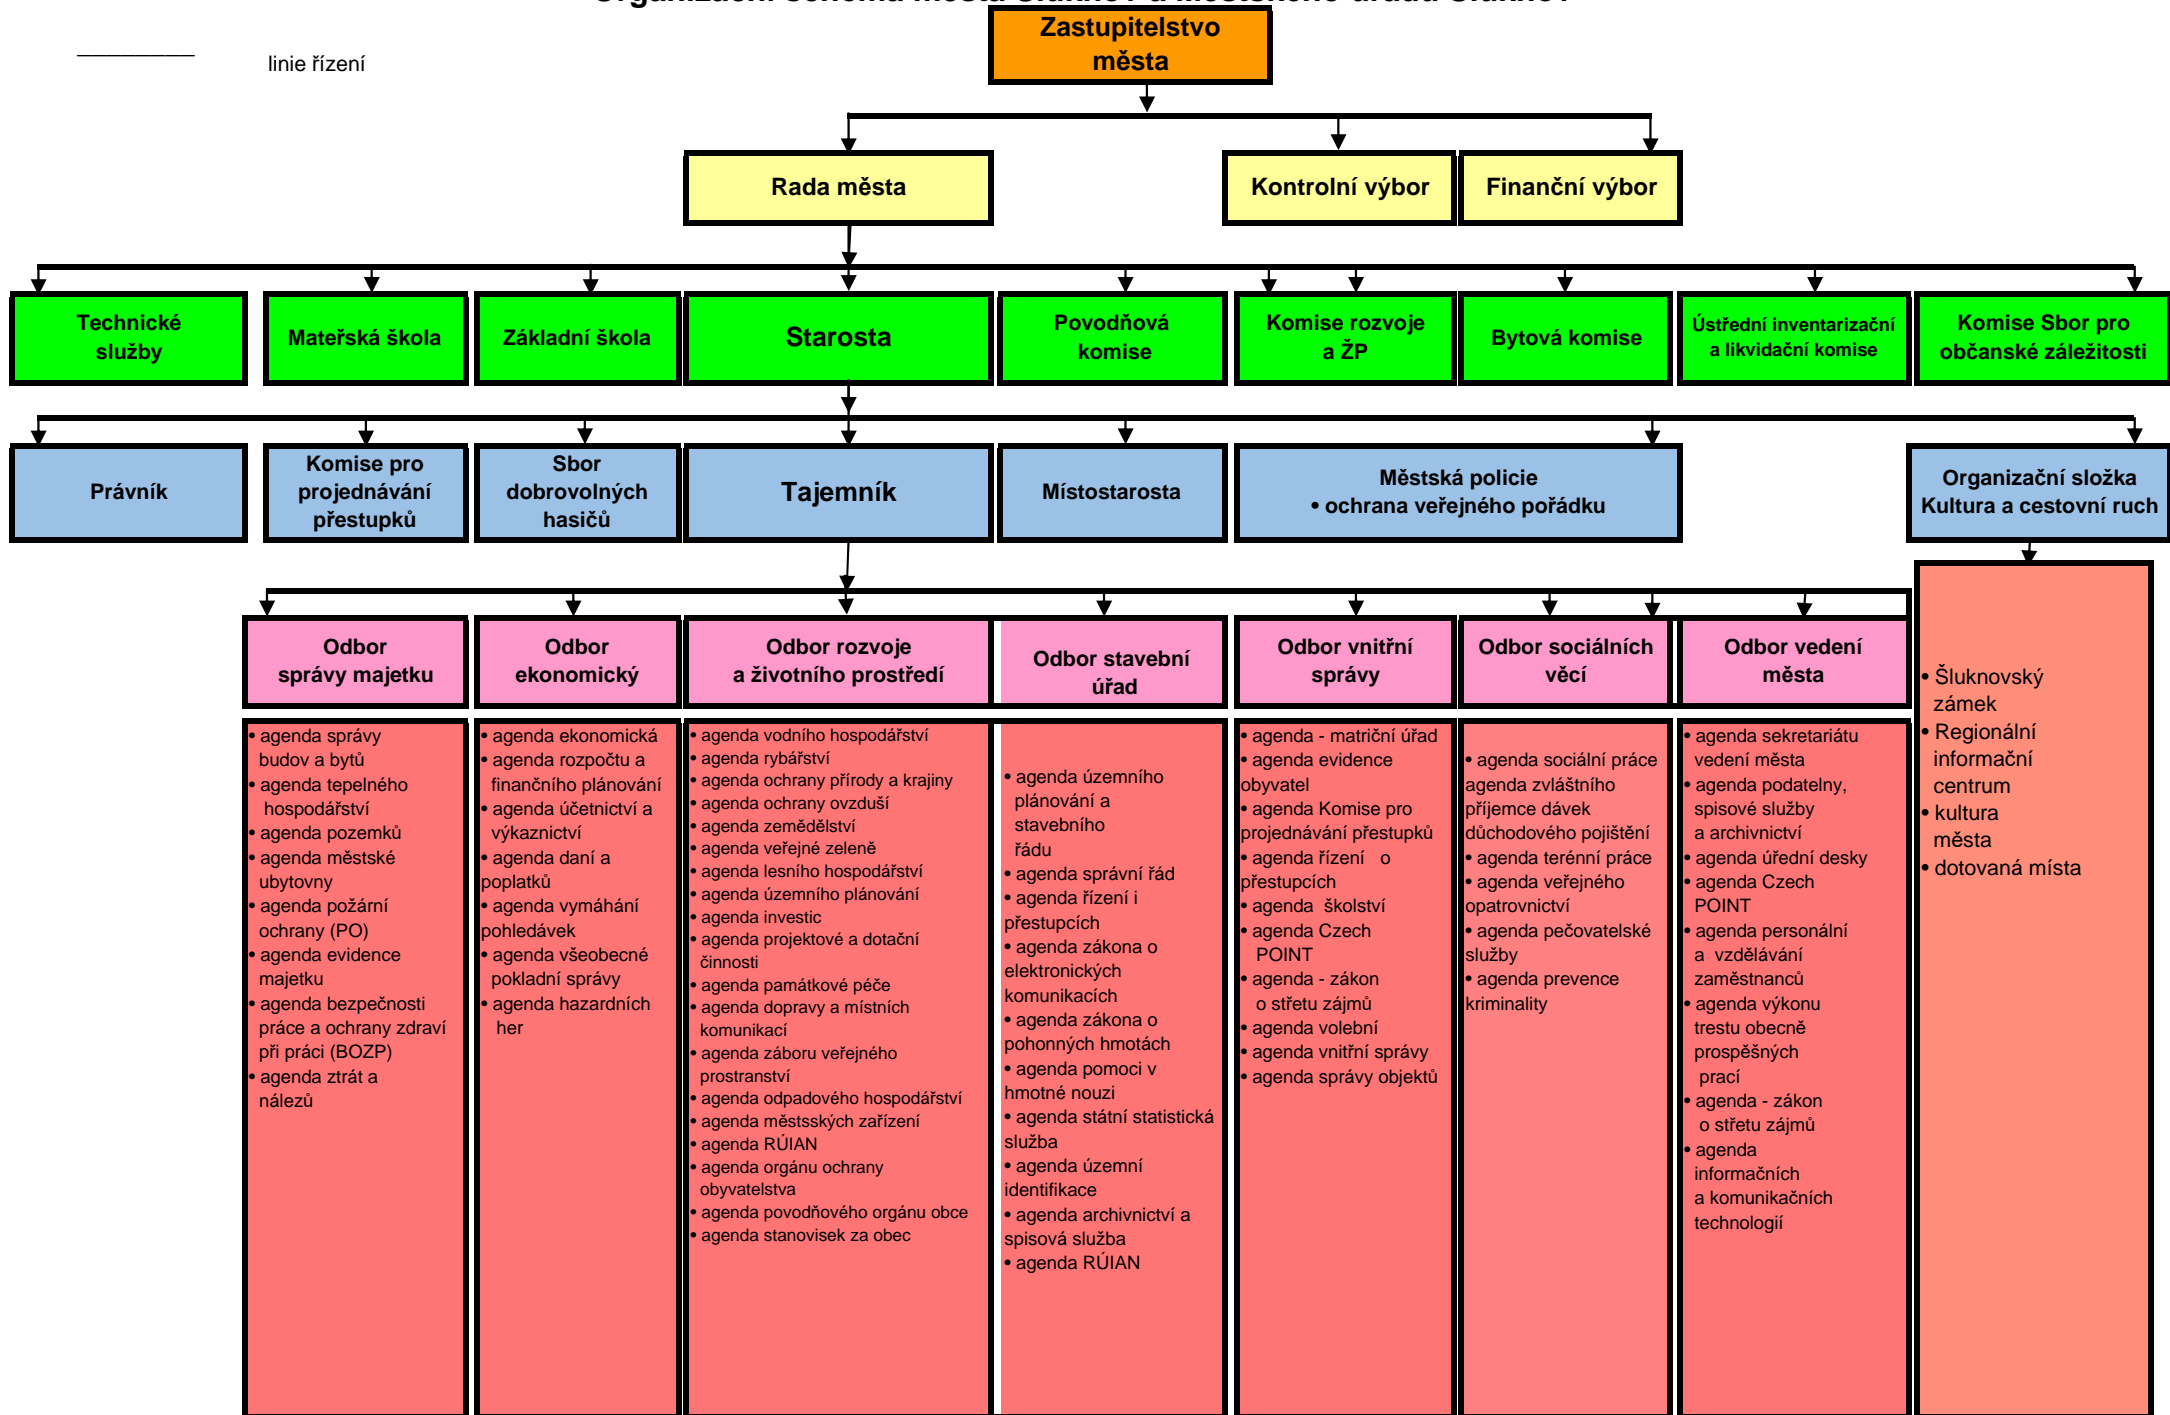 linie řízení
Zastupitelstvo
města
Rada města
Kontrolní výbor
Finanční výbor
Technické
služby
Mateřská škola
Základní škola
Starosta
Povodňová
komise
Komise rozvoje
a ŽP
Bytová komise
Ústřední inventarizační
a likvidační komise
Komise Sbor pro
občanské záležitosti
Právník
Komise pro
projednávání
přestupků
Sbor
dobrovolných
hasičů
Tajemník
Místostarosta
Městská policie
• ochrana veřejného pořádku
Organizační složka
Kultura a cestovní ruch
Odbor
správy majetku
Odbor
ekonomický
Odbor rozvoje
a životního prostředí
Odbor stavební
úřad
Odbor vnitřní
správy
Odbor sociálních
věcí
Odbor vedení
města
• agenda správy
budov a bytů
• agenda tepelného
hospodářství
• agenda pozemků
• agenda městské
ubytovny
• agenda požární
ochrany (PO)
• agenda evidence
majetku
• agenda bezpečnosti
práce a ochrany zdraví
při práci (BOZP)
• agenda ztrát a
nálezů
• agenda ekonomická
• agenda rozpočtu a
finančního plánování
• agenda účetnictví a
výkaznictví
• agenda daní a
poplatků
• agenda vymáhání
pohledávek
• agenda všeobecné
pokladní správy
• agenda hazardních
her
• agenda vodního hospodářství
• agenda rybářství
• agenda ochrany přírody a krajiny
• agenda ochrany ovzduší
• agenda zemědělství
• agenda veřejné zeleně
• agenda lesního hospodářství
• agenda územního plánování
• agenda investic
• agenda projektové a dotační
činnosti
• agenda památkové péče
• agenda dopravy a místních
komunikací
• agenda záboru veřejného
prostranství
• agenda odpadového hospodářství
• agenda městsských zařízení
• agenda RÚIAN
• agenda orgánu ochrany
obyvatelstva
• agenda povodňového orgánu obce
• agenda stanovisek za obec
• agenda územního
plánování a
stavebního
řádu
• agenda správní řád
• agenda řízení i
přestupcích
• agenda zákona o
elektronických
komunikacích
• agenda zákona o
pohonných hmotách
• agenda pomoci v
hmotné nouzi
• agenda státní statistická
služba
• agenda územní
identifikace
• agenda archivnictví a
spisová služba
• agenda RÚIAN
• agenda - matriční úřad
• agenda evidence
obyvatel
• agenda Komise pro
projednávání přestupků
• agenda řízení o
přestupcích
• agenda školství
• agenda Czech
POINT
• agenda - zákon
o střetu zájmů
• agenda volební
• agenda vnitřní správy
• agenda správy objektů
• agenda sociální práce
agenda zvláštního
příjemce dávek
důchodového pojištění
• agenda terénní práce
• agenda veřejného
opatrovnictví
• agenda pečovatelské
služby
• agenda prevence
kriminality
• agenda sekretariátu
vedení města
• agenda podatelny,
spisové služby
a archivnictví
• agenda úřední desky
• agenda Czech
POINT
• agenda personální
a vzdělávání
zaměstnanců
• agenda výkonu
trestu obecně
prospěšných
prací
• agenda - zákon
o střetu zájmů
• agenda
informačních
a komunikačních
technologií
• Šluknovský
zámek
• Regionální
informační
centrum
• kultura
města
• dotovaná místa